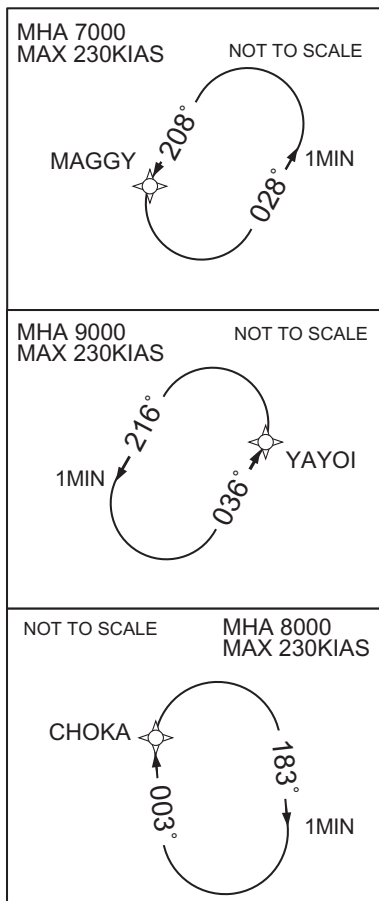 MHA 7000
MAX 230KIAS
NOT TO SCALE
208°
MAGGY
1MIN
028°
MHA 9000
MAX 230KIAS
NOT TO SCALE
216°
YAYOI
1MIN
036°
NOT TO SCALE
MHA 8000
MAX 230KIAS
CHOKA
183°
003°
1MIN